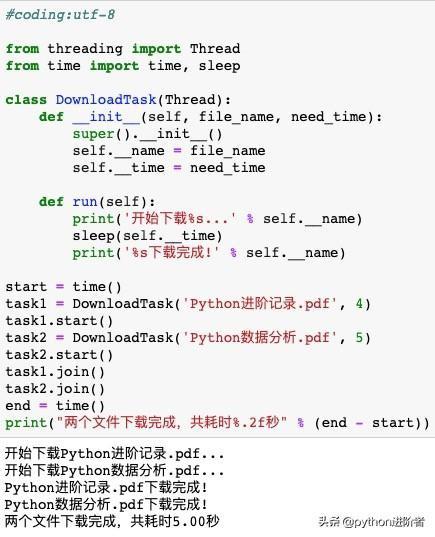 #coding:utf-8

from threading import Thread
from time import time, sleep

class DownloadTask(Thread):
    def __init__(self, file_name, need_time):
        super().__init__()
        self.__name = file_name
        self.__time = need_time

    def run(self):
        print('开始下载%s...' % self.__name)
        sleep(self.__time)
        print('%s下载完成!' % self.__name)

start = time()
task1 = DownloadTask('Python进阶记录.pdf', 4)
task1.start()
task2 = DownloadTask('Python数据分析.pdf', 5)
task2.start()
task1.join()
task2.join()
end = time()
print("两个文件下载完成，共耗时%.2f秒" % (end - start))
开始下载Python进阶记录.pdf...
开始下载Python数据分析.pdf...
Python进阶记录.pdf下载完成!
Python数据分析.pdf下载完成!
两个文件下载完成，共耗时5.00秒
头条 @python进阶者